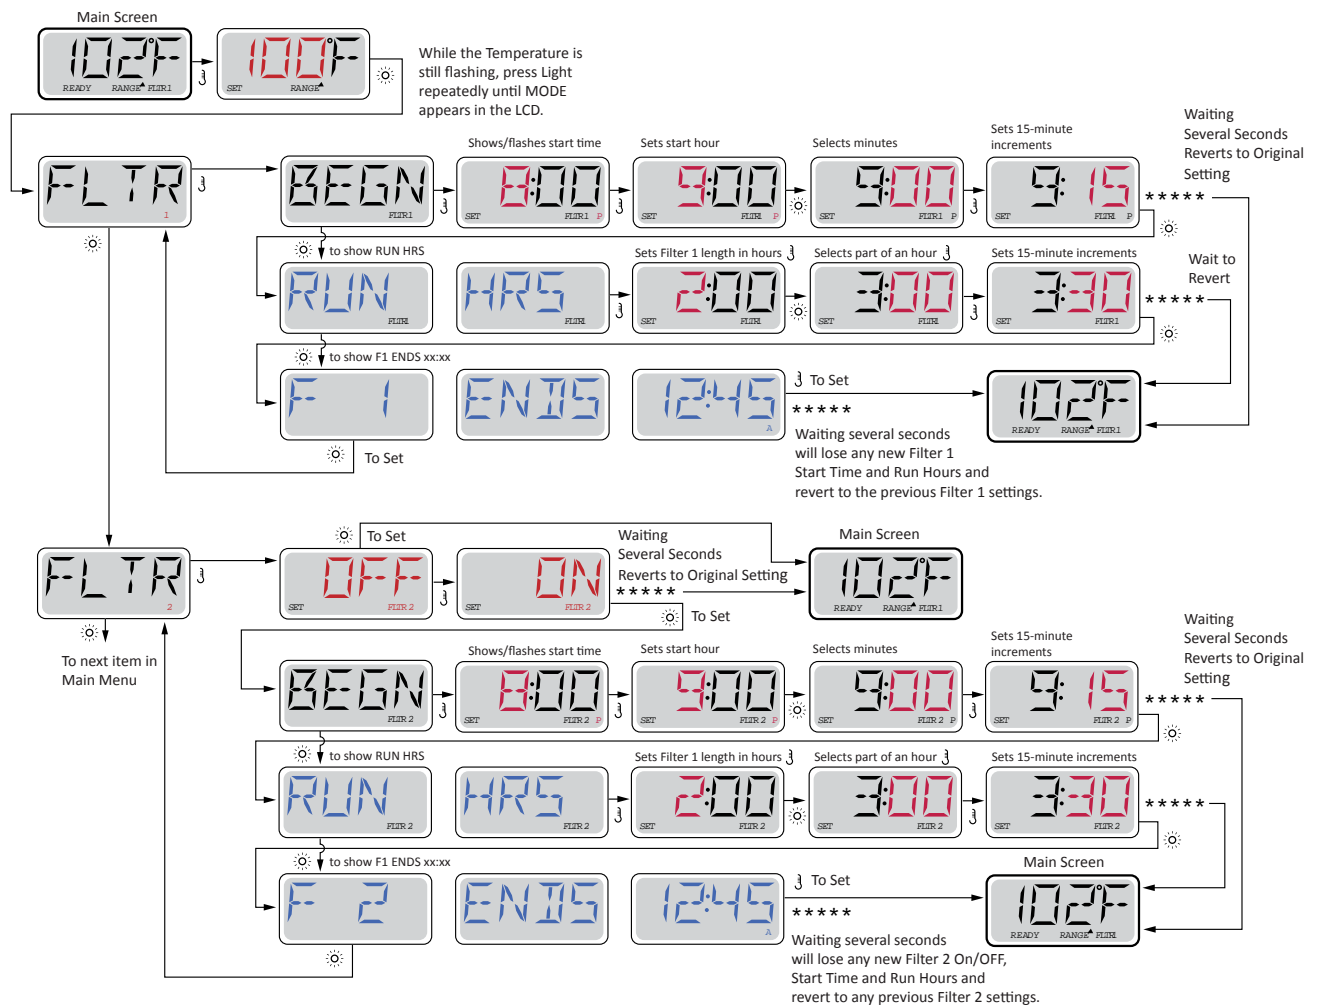 Main Screen
102°F
READY RANGE FLTR1
100°F
SET RANGE
While the Temperature is
still flashing, press Light
repeatedly until MODE
appears in the LCD.
FLTR
1
BEGN
FLTR1
Shows/flashes start time
8:00
SET FLTR1 P
Sets start hour
9:00
SET FLTR1 P
Selects minutes
9:00
SET FLTR1 P
Sets 15-minute
increments
9:15
SET FLTR1 P
*****
Waiting
Several Seconds
Reverts to Original
Setting
to show RUN HRS
RUN
FLTR1
HRS
FLTR1
Sets Filter 1 length in hours
2:00
SET FLTR1
Selects part of an hour
3:00
SET FLTR1
Sets 15-minute increments
3:30
SET FLTR1
*****
Wait to
Revert
to show F1 ENDS xx:xx
F 1
ENDS
12:45
A
To Set
*****
Waiting several seconds
will lose any new Filter 1
Start Time and Run Hours and
revert to the previous Filter 1 settings.
102°F
READY RANGE FLTR1
To Set
FLTR
2
To next item in
Main Menu
To Set
OFF
SET FLTR 2
ON
SET FLTR 2
Waiting
Several Seconds
Reverts to Original Setting
*****
To Set
Main Screen
102°F
READY RANGE FLTR1
BEGN
FLTR 2
Shows/flashes start time
8:00
SET FLTR 2 P
Sets start hour
9:00
SET FLTR 2 P
Selects minutes
9:00
SET FLTR 2 P
Sets 15-minute
increments
9:15
SET FLTR 2 P
*****
Waiting
Several Seconds
Reverts to Original
Setting
to show RUN HRS
RUN
FLTR 2
HRS
FLTR 2
Sets Filter 1 length in hours
2:00
SET FLTR 2
Selects part of an hour
3:00
SET FLTR 2
Sets 15-minute increments
3:30
SET FLTR 2
*****
to show F1 ENDS xx:xx
F 2
ENDS
12:45
A
To Set
*****
Waiting several seconds
will lose any new Filter 2 On/OFF,
Start Time and Run Hours and
revert to any previous Filter 2 settings.
Main Screen
102°F
READY RANGE FLTR1